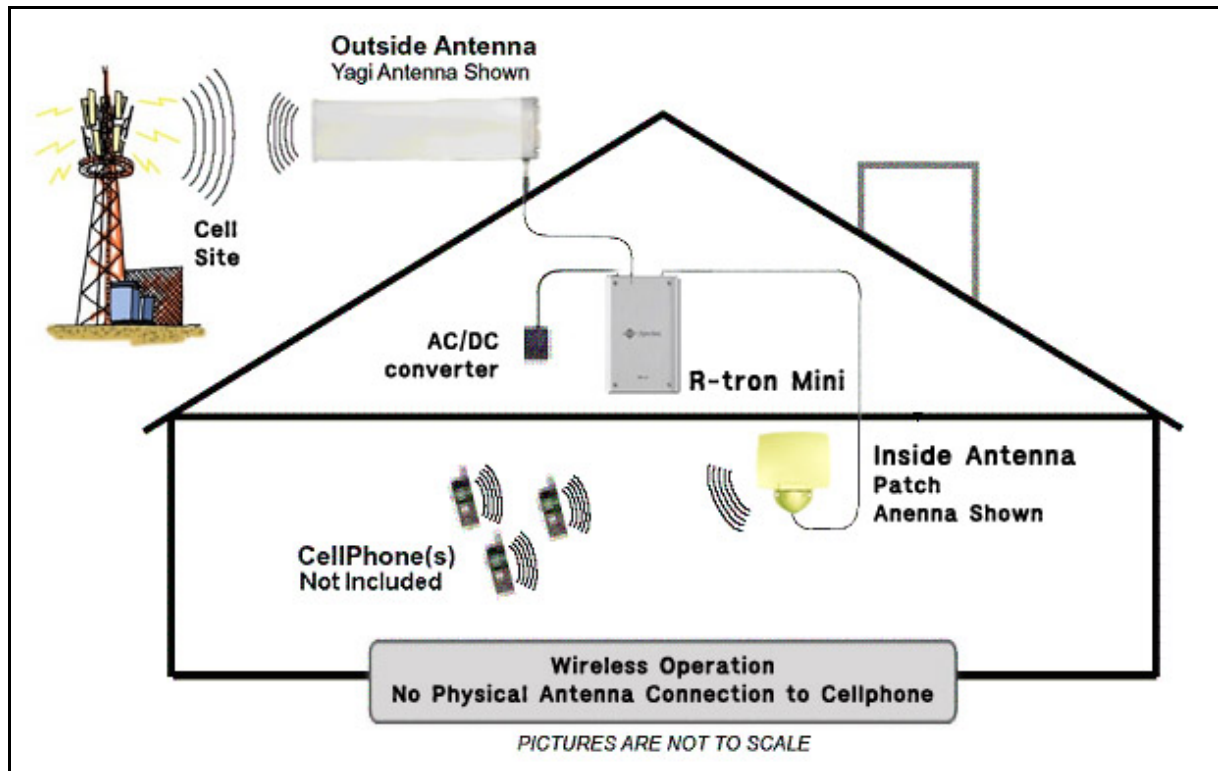 Outside Antenna
Yagi Antenna Shown
Cell
Site
AC/DC
converter
R-tron Mini
Inside Antenna
Patch
Anenna Shown
CellPhone(s)
Not Included
Wireless Operation
No Physical Antenna Connection to Cellphone
PICTURES ARE NOT TO SCALE